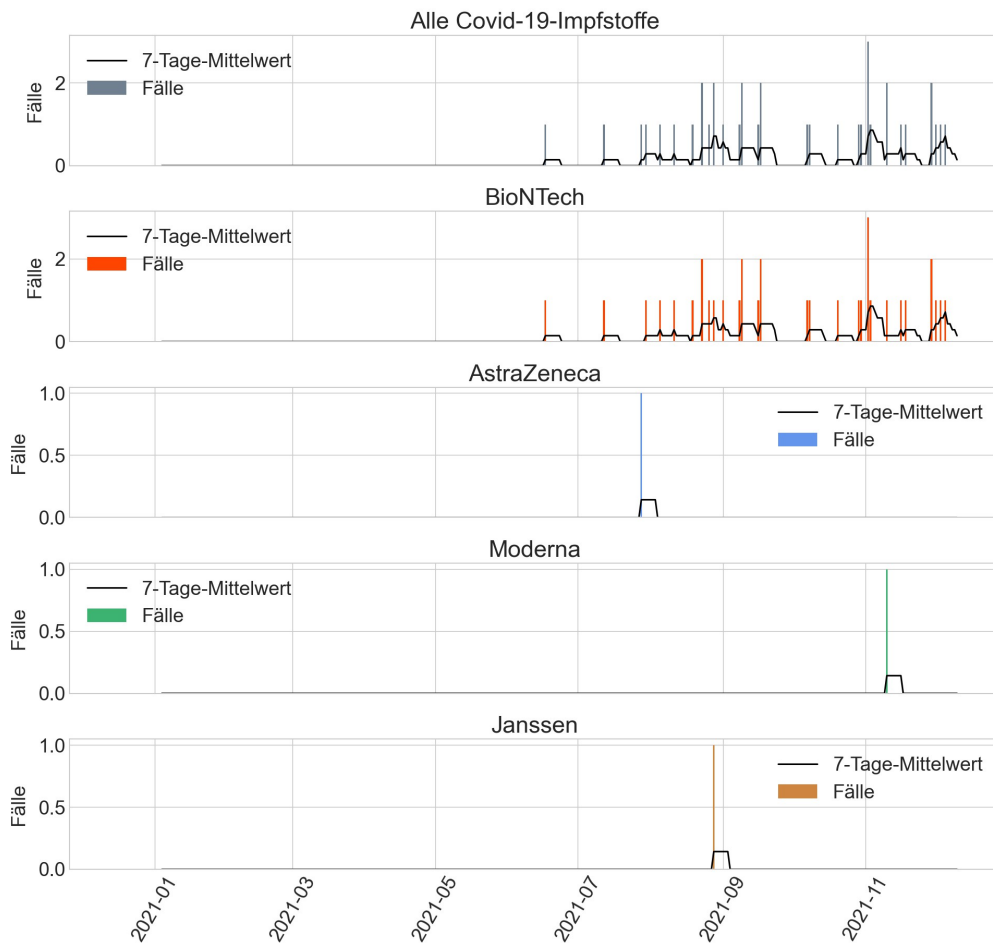 Alle Covid-19-Impfstoffe
7-Tage-Mittelwert
Fälle
Fälle
2
0
BioNTech
7-Tage-Mittelwert
Fälle
Fälle
2
0
AstraZeneca
1.0
7-Tage-Mittelwert
Fälle
Fälle
0.5
0.0
Moderna
1.0
7-Tage-Mittelwert
Fälle
Fälle
0.5
0.0
Janssen
1.0
7-Tage-Mittelwert
Fälle
Fälle
0.5
0.0
2021-01
2021-03
2021-05
2021-07
2021-09
2021-11